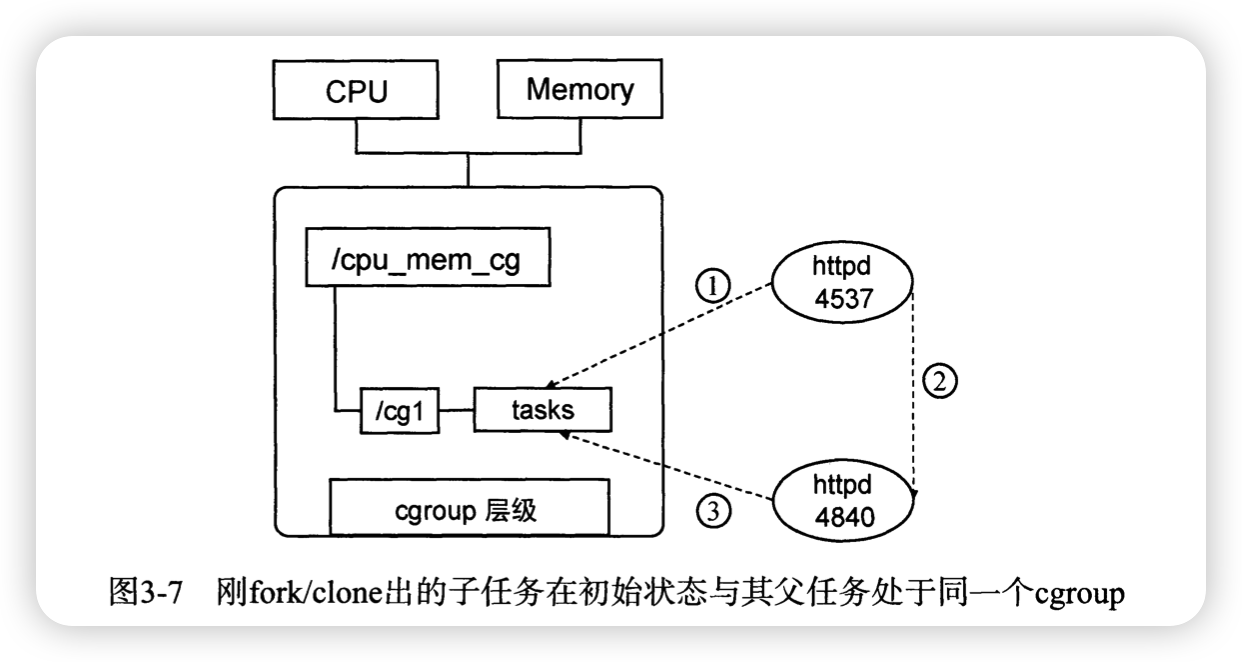 CPU
Memory
/cpu_mem_cg
httpd
4537
①
②
/cg1
tasks
httpd
4840
③
cgroup 层级
图3-7 刚fork/clone出的子任务在初始状态与其父任务处于同一个cgroup